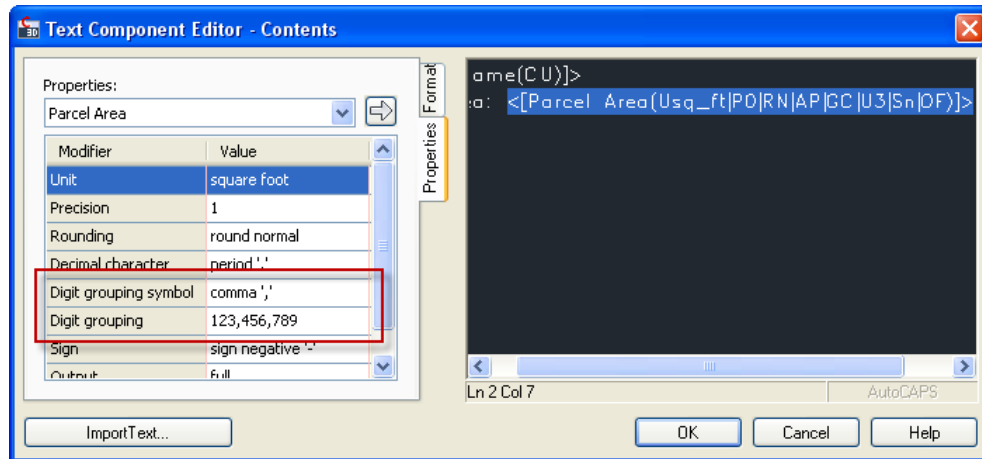 Text Component Editor - Contents
Properties:
Parcel Area
Modifier Value
Unit square foot
Precision 1
Rounding round normal
Decimal character period '.'
Digit grouping symbol comma ','
Digit grouping 123,456,789
Sign sign negative '-'
Output full
Format
Properties
ame(CU)]>
a: <[Parcel Area(Usq_ft|P0|RN|AP|GC|U3|Sn|OF)]>
Ln 2 Col 7
AutoCAPS
ImportText...
OK
Cancel
Help